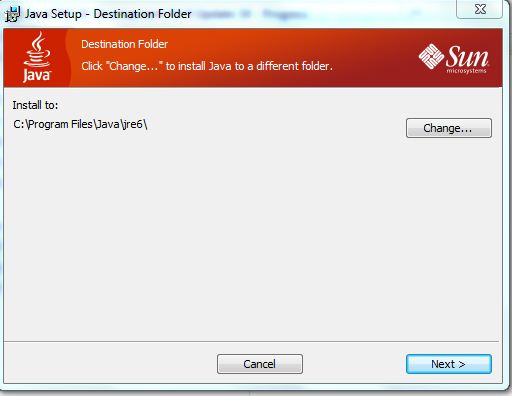 Java Setup - Destination Folder
Destination Folder
Click "Change..." to install Java to a different folder.
Java
Sun
microsystems
Install to:
C:\Program Files\Java\jre6\
Change...
Cancel
Next >